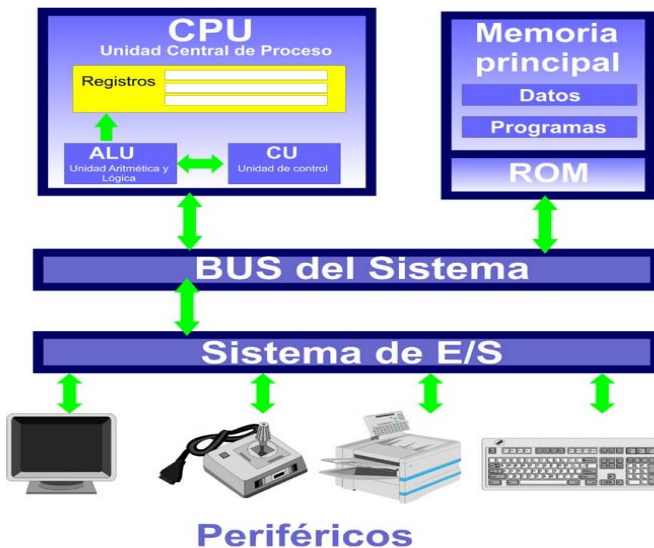 CPU
Unidad Central de Proceso
Registros
ALU
Unidad Aritmética y
Lógica
CU
Unidad de control
Memoria
principal
Datos
Programas
ROM
BUS del Sistema
Sistema de E/S
Periféricos